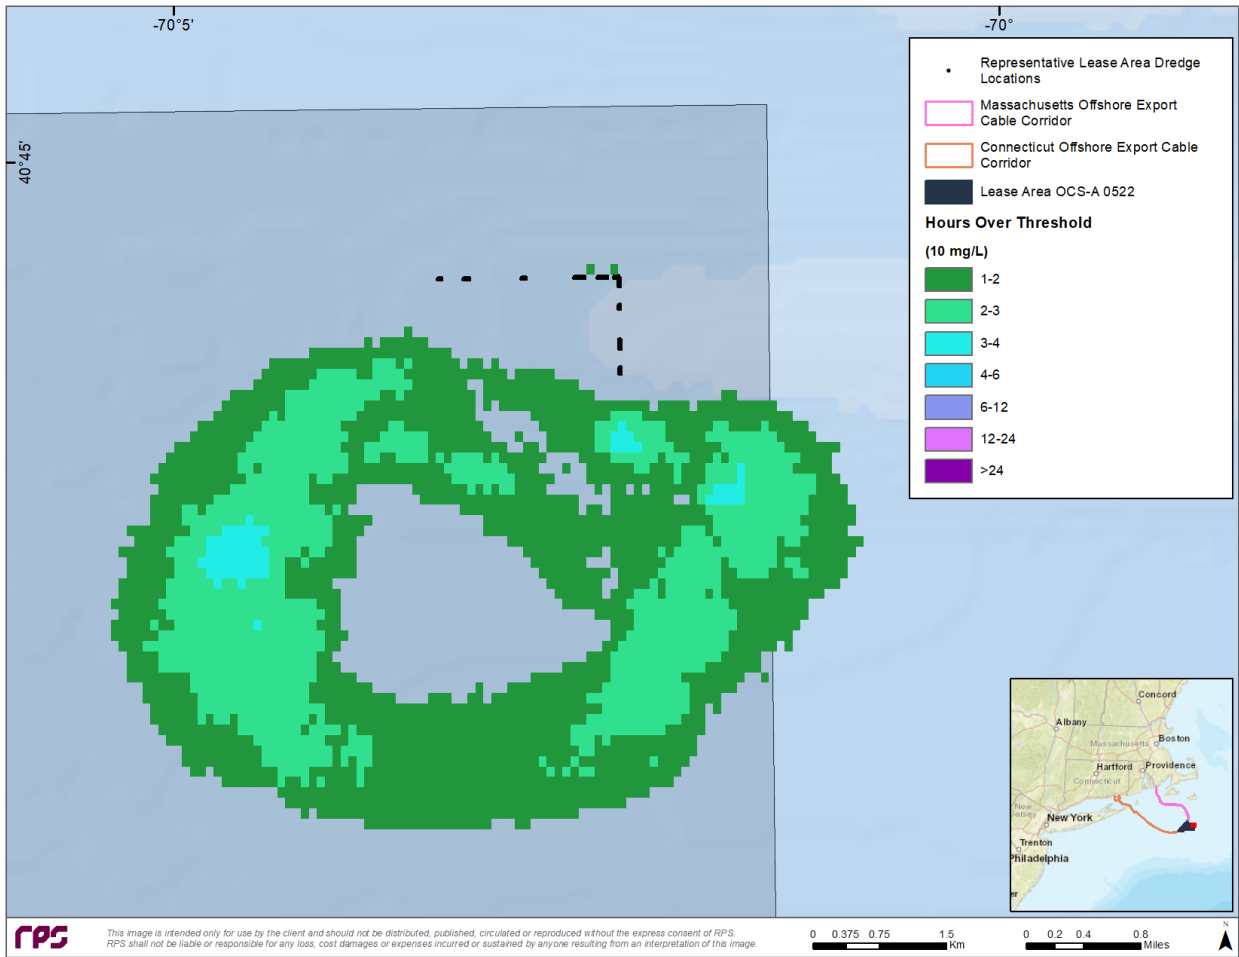 -70°5'
-70°
40°45'
Representative Lease Area Dredge
Locations
Massachusetts Offshore Export
Cable Corridor
Connecticut Offshore Export Cable
Corridor
Lease Area OCS-A 0522
Hours Over Threshold
(10 mg/L)
1-2
2-3
3-4
4-6
6-12
12-24
>24
Concord
Albany
Massachusetts
Boston
Hartford
Providence
Connecticut
New
Jersey
New York
Trenton
Philadelphia
er
rps
This image is intended only for use by the client and should not be distributed, published, circulated or reproduced without the express consent of RPS.
RPS shall not be liable or responsible for any loss, cost damages or expenses incurred or sustained by anyone resulting from an interpretation of this image.
0 0.375 0.75 1.5
Km
0 0.2 0.4 0.8
Miles
N